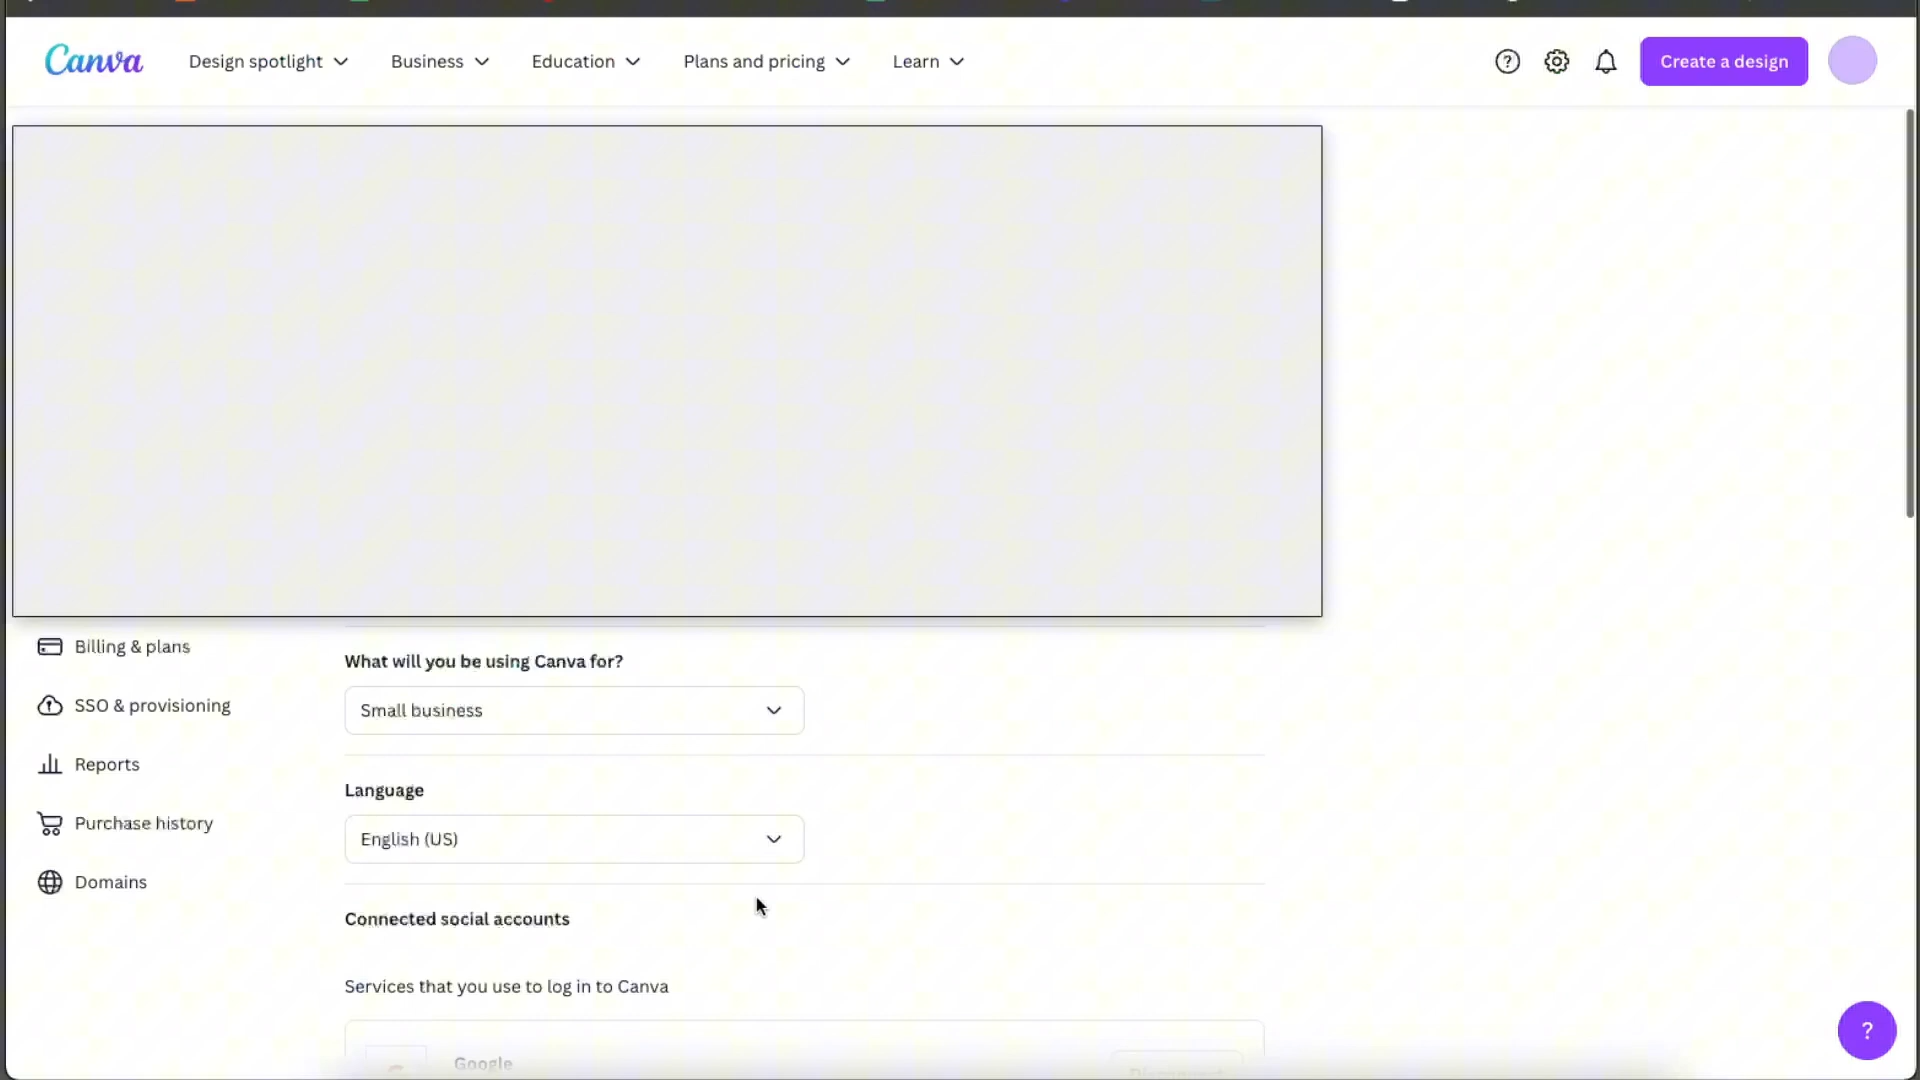 Canva
Design spotlight
Business
Education
Plans and pricing
Learn
?
Create a design
Billing & plans
SSO & provisioning
Reports
Purchase history
Domains
What will you be using Canva for?
Small business
Language
English (US)
Connected social accounts
Services that you use to log in to Canva
Google
Disconnect
?